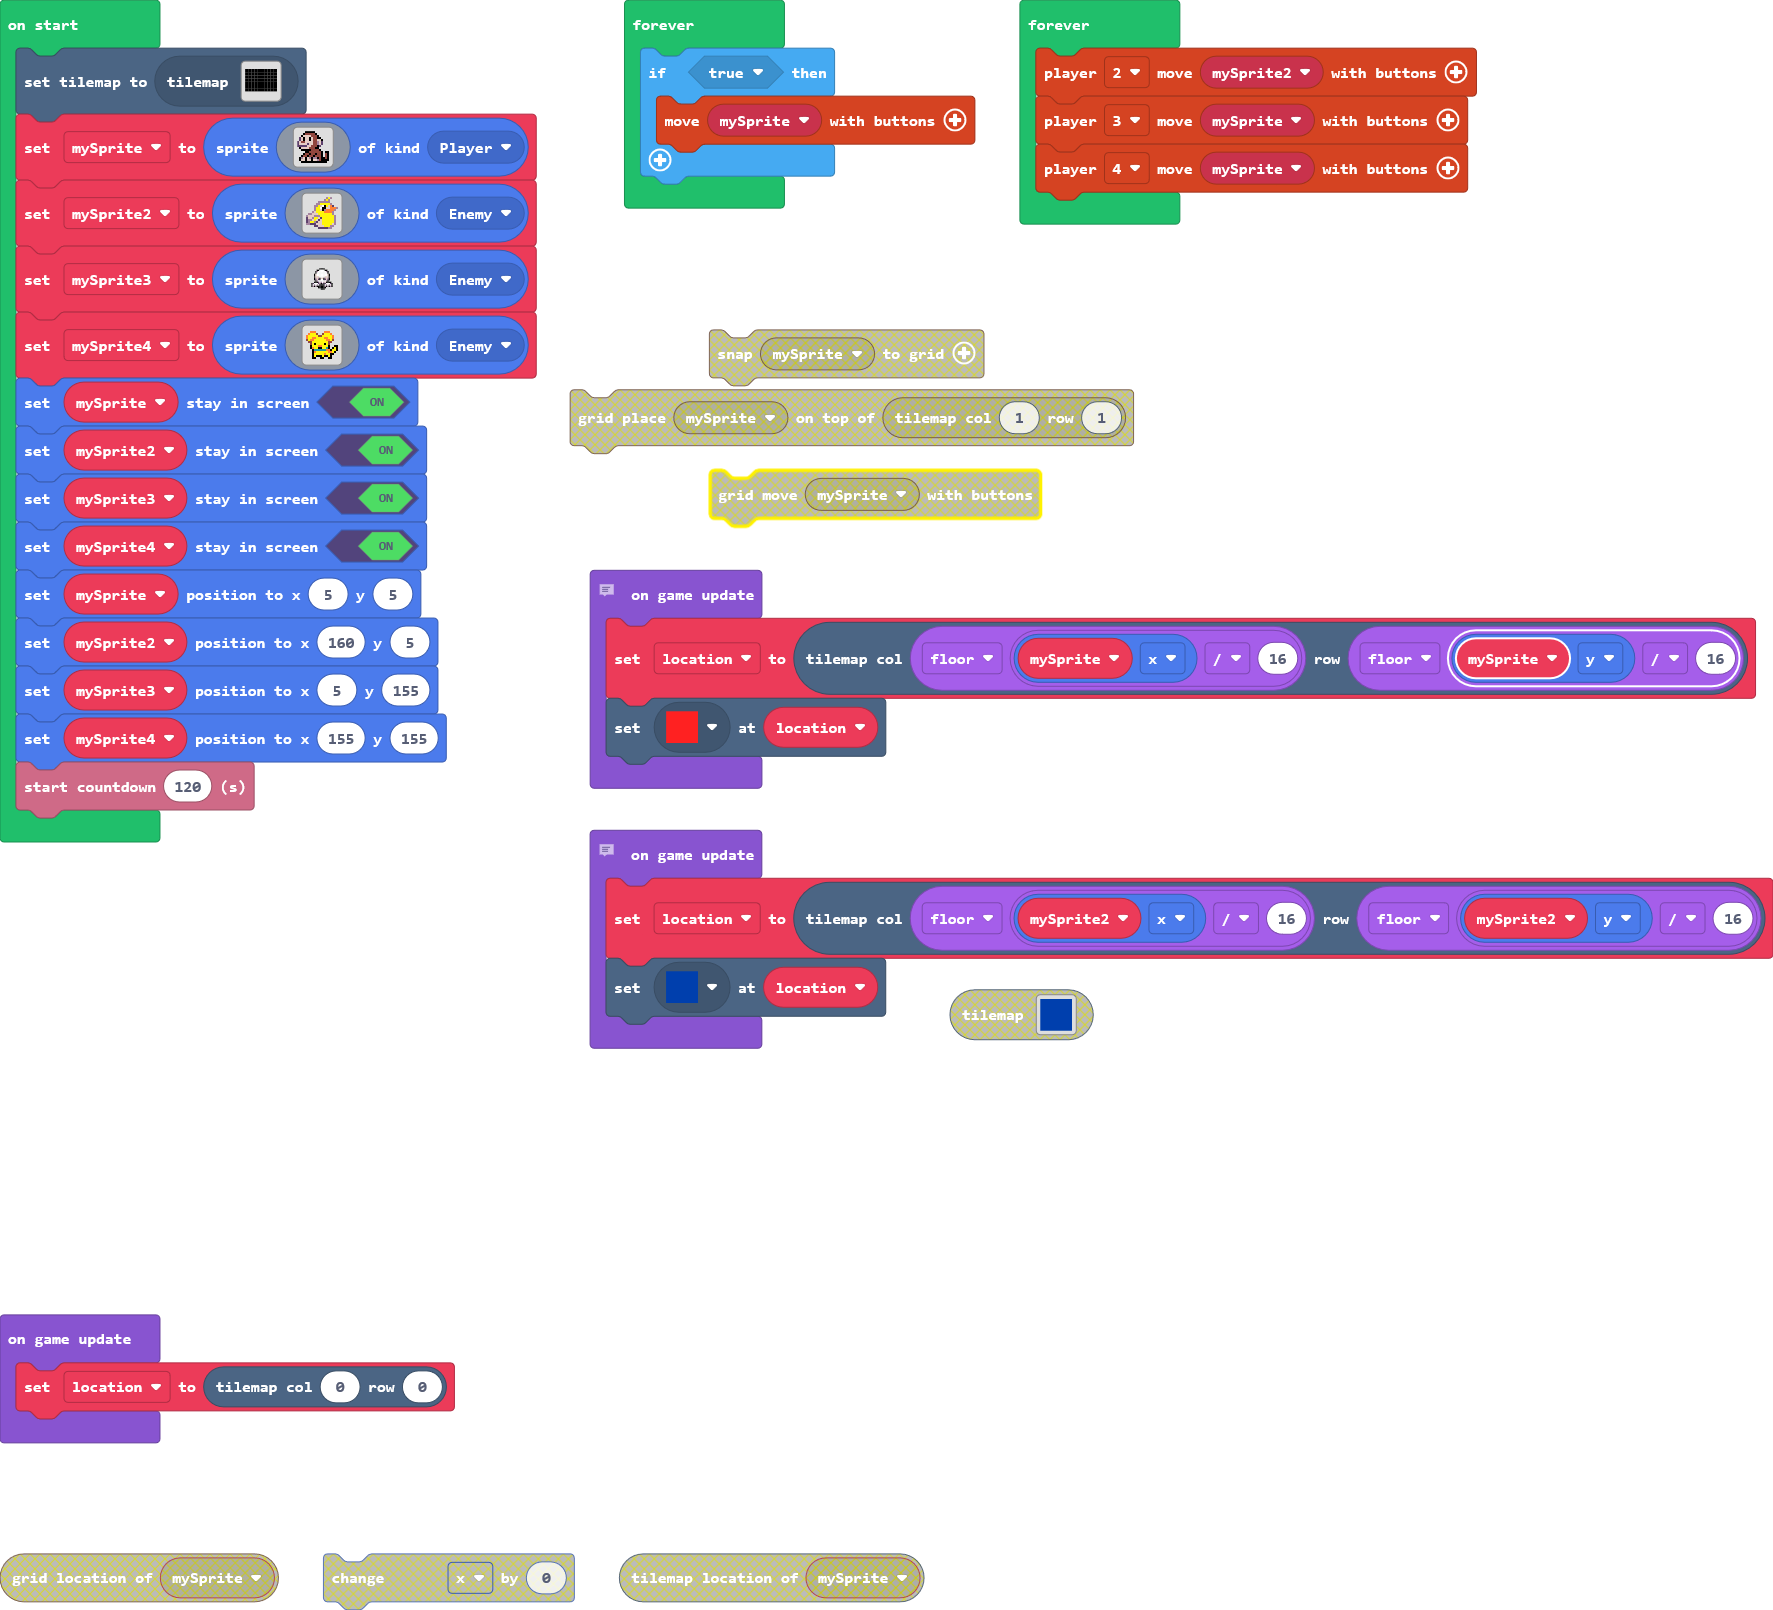 on start
set tilemap to tilemap
set mySprite to sprite of kind Player
set mySprite2 to sprite of kind Enemy
set mySprite3 to sprite of kind Enemy
set mySprite4 to sprite of kind Enemy
set mySprite stay in screen ON
set mySprite2 stay in screen ON
set mySprite3 stay in screen ON
set mySprite4 stay in screen ON
set mySprite position to x 5 y 5
set mySprite2 position to x 160 y 5
set mySprite3 position to x 5 y 155
set mySprite4 position to x 155 y 155
start countdown 120 (s)
forever
if true then
move mySprite with buttons
forever
player 2 move mySprite2 with buttons
player 3 move mySprite with buttons
player 4 move mySprite with buttons
snap mySprite to grid
grid place mySprite on top of tilemap col 1 row 1
grid move mySprite with buttons
on game update
set location to tilemap col floor mySprite x / 16 row floor mySprite y / 16
set at location
on game update
set location to tilemap col floor mySprite2 x / 16 row floor mySprite2 y / 16
set at location
tilemap
on game update
set location to tilemap col 0 row 0
grid location of mySprite
change x by 0
tilemap location of mySprite